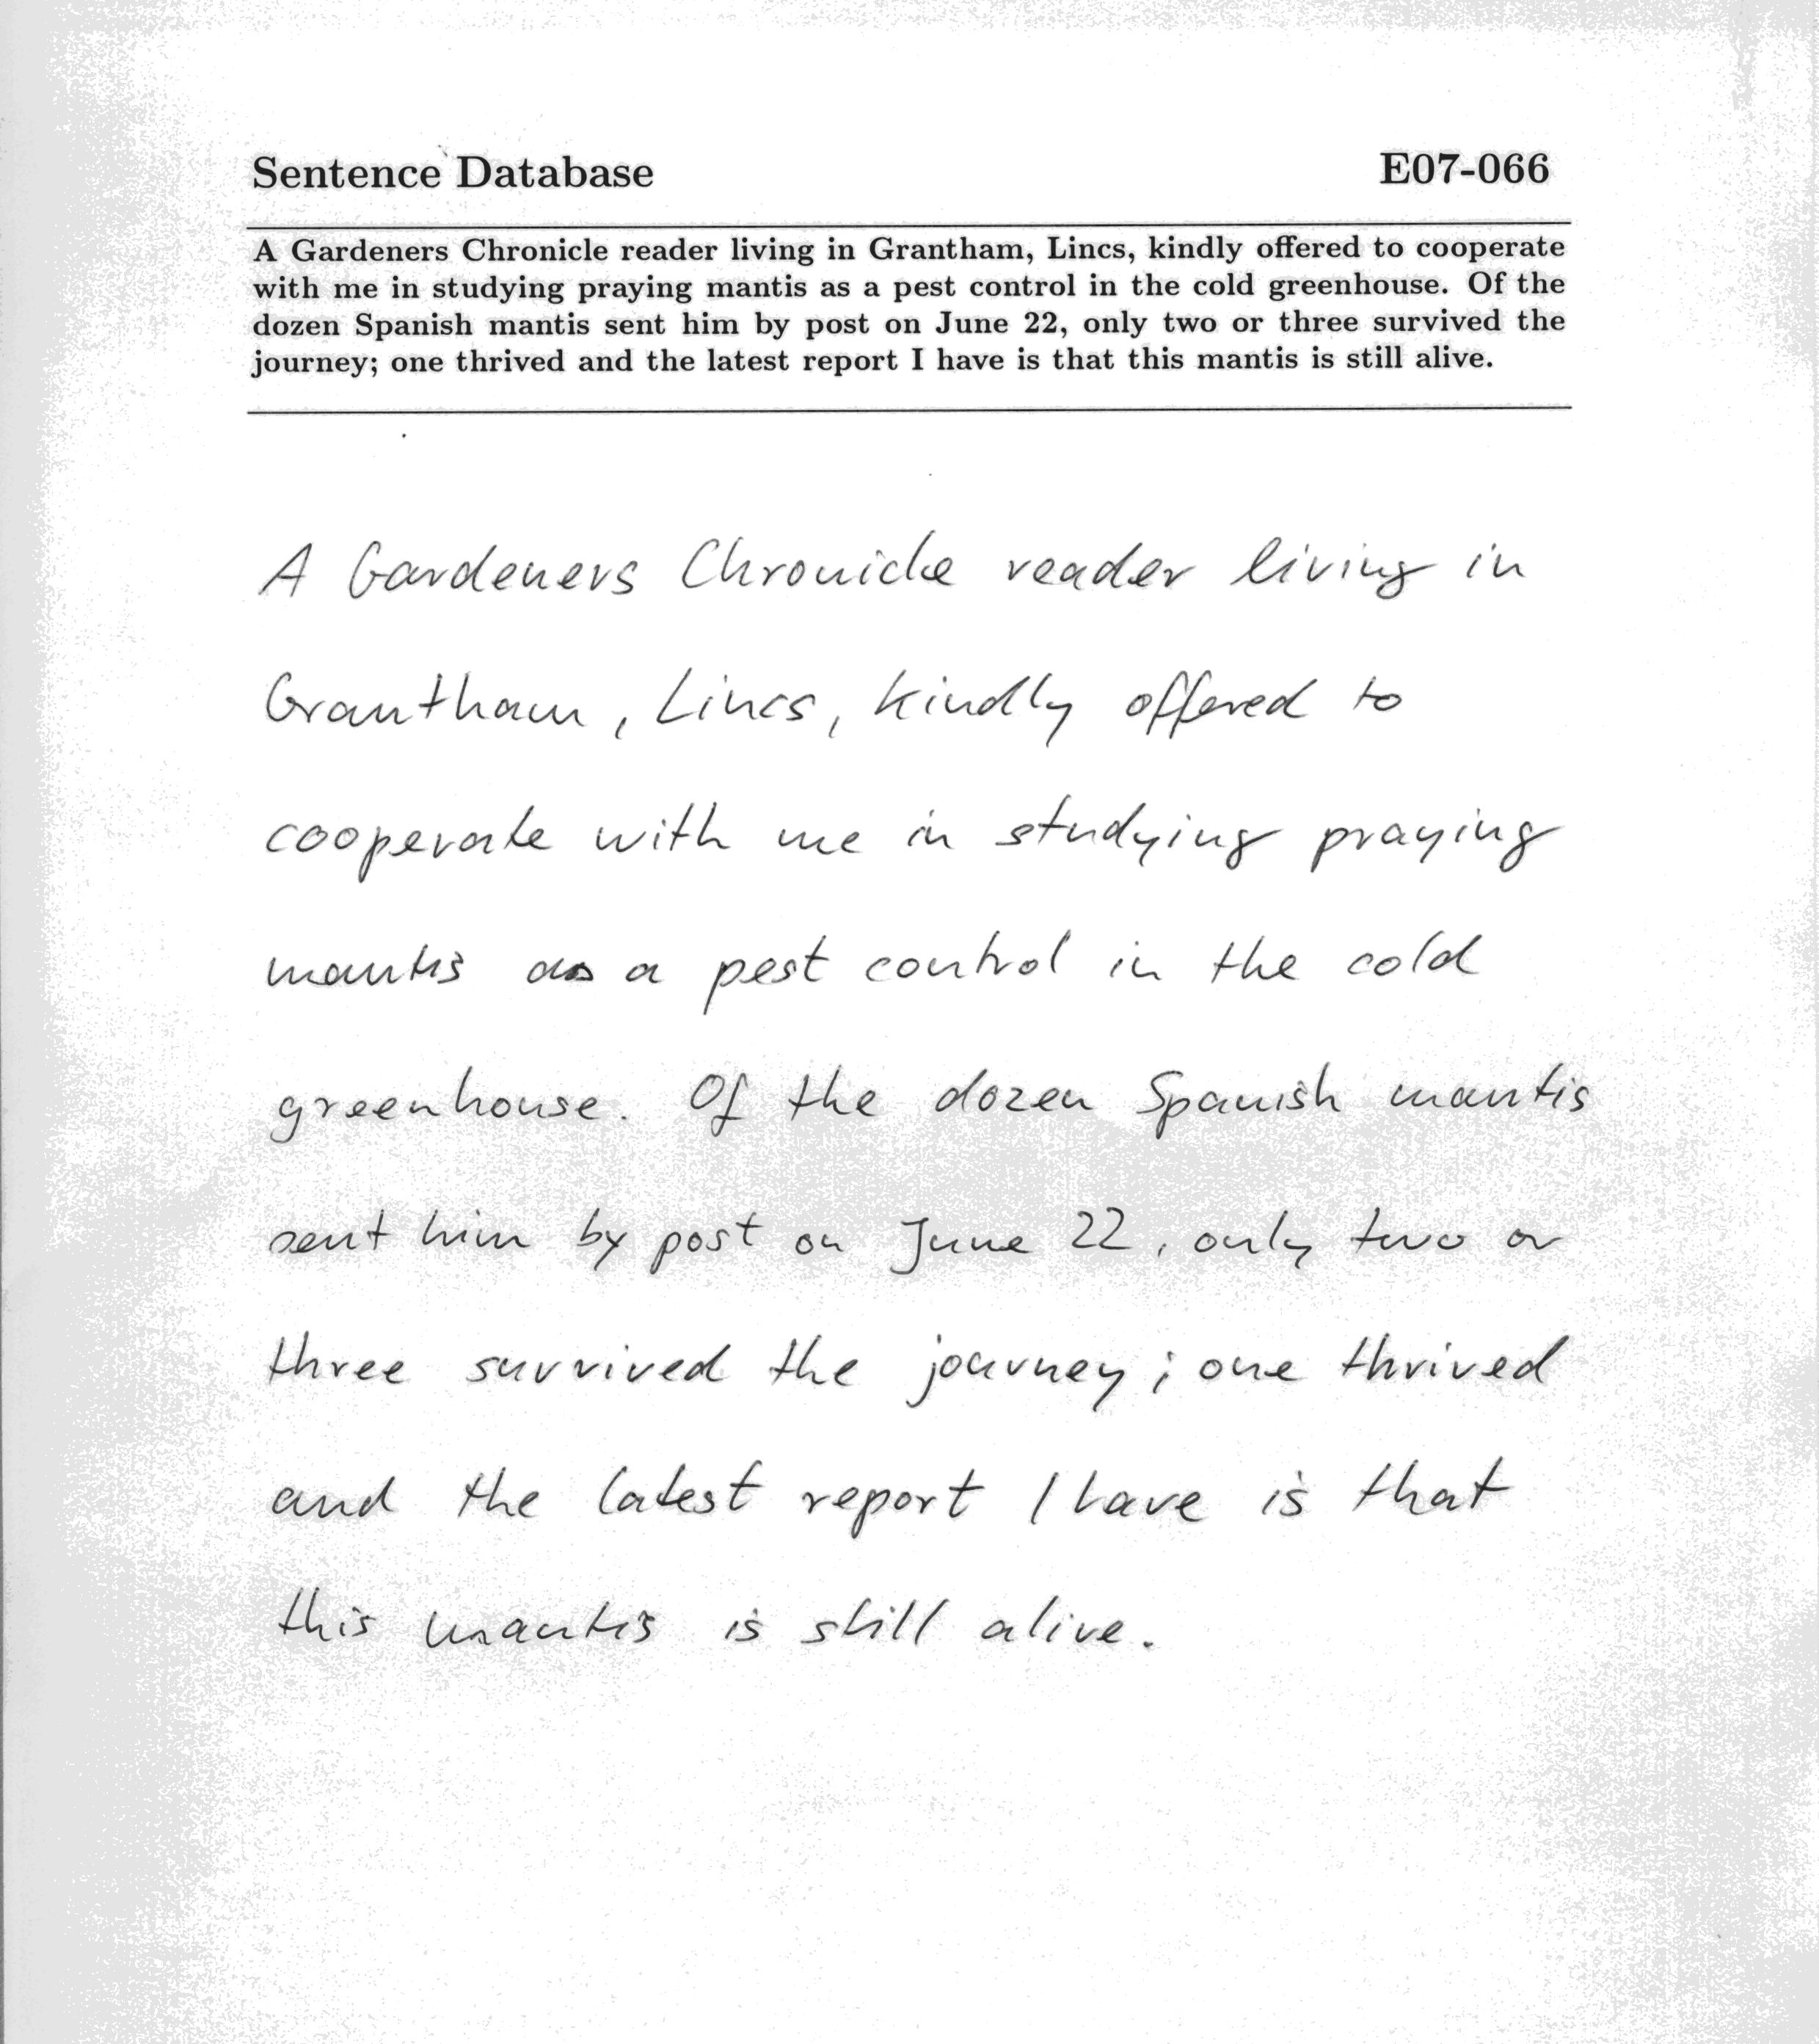 Sentence Database E07-066
A Gardeners Chronicle reader living in Grantham, Lincs, kindly offered to cooperate
with me in studying praying mantis as a pest control in the cold greenhouse. Of the
dozen Spanish mantis sent him by post on June 22, only two or three survived the
journey; one thrived and the latest report I have is that this mantis is still alive.
A Gardeners Chronicle reader living in
Grantham, Lincs, kindly offered to
cooperate with me in studying praying
mantis as a pest control in the cold
greenhouse. Of the dozen Spanish mantis
sent him by post on June 22, only two or
three survived the journey; one thrived
and the latest report I have is that
this mantis is still alive.